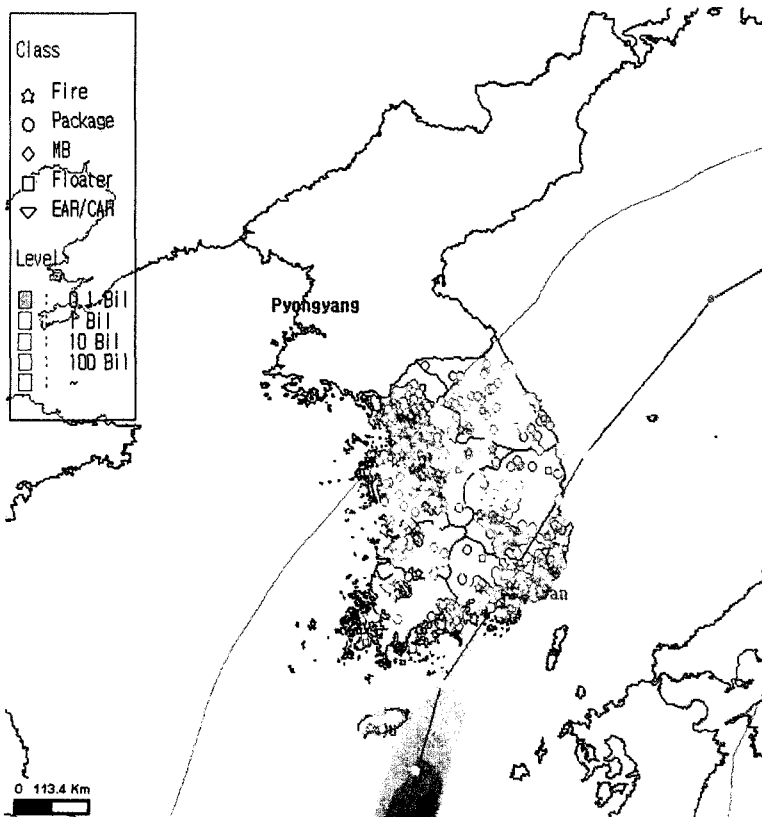 Class
Fire
Package
MB
Floater
EAR/CAR
Level
: 0.1 Bil
: 1 Bil
: 10 Bil
: 100 Bil
: ~
Pyongyang
0 113.4 Km